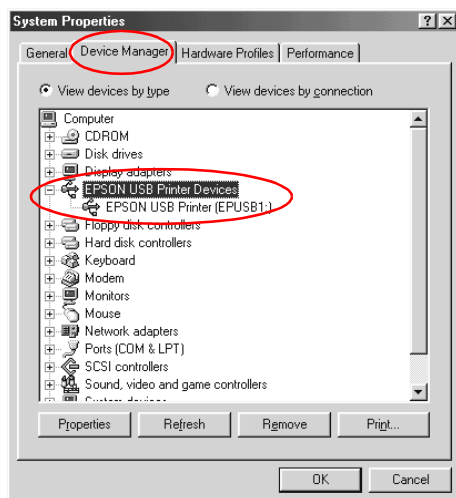 System Properties
General Device Manager Hardware Profiles Performance
View devices by type View devices by connection
Computer
CDROM
Disk drives
Display adapters
EPSON USB Printer Devices
EPSON USB Printer (EPUSB1:)
Floppy disk controllers
Hard disk controllers
Keyboard
Modem
Monitors
Mouse
Network adapters
Ports (COM & LPT)
SCSI controllers
Sound, video and game controllers
System devices
Properties Refresh Remove Print...
OK Cancel